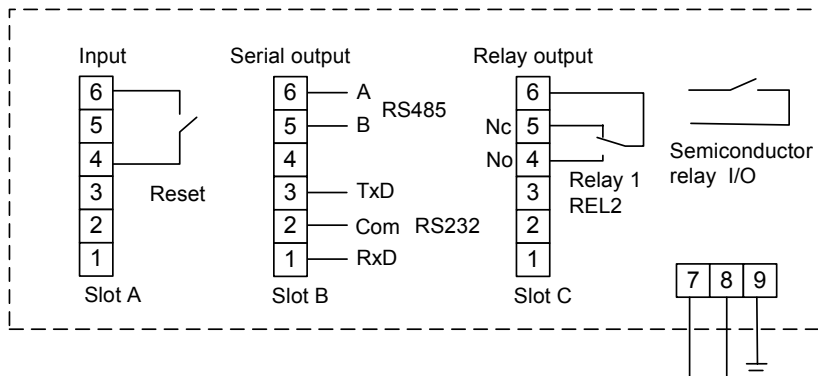 Input
6
5
4
3
2
1
Reset
Slot A
Serial output
6 A
5 B
RS485
4
3 TxD
2 Com RS232
1 RxD
Slot B
Relay output
6
Nc 5
No 4
3
2
1
Relay 1
REL2
Slot C
Semiconductor
relay I/O
7 8 9